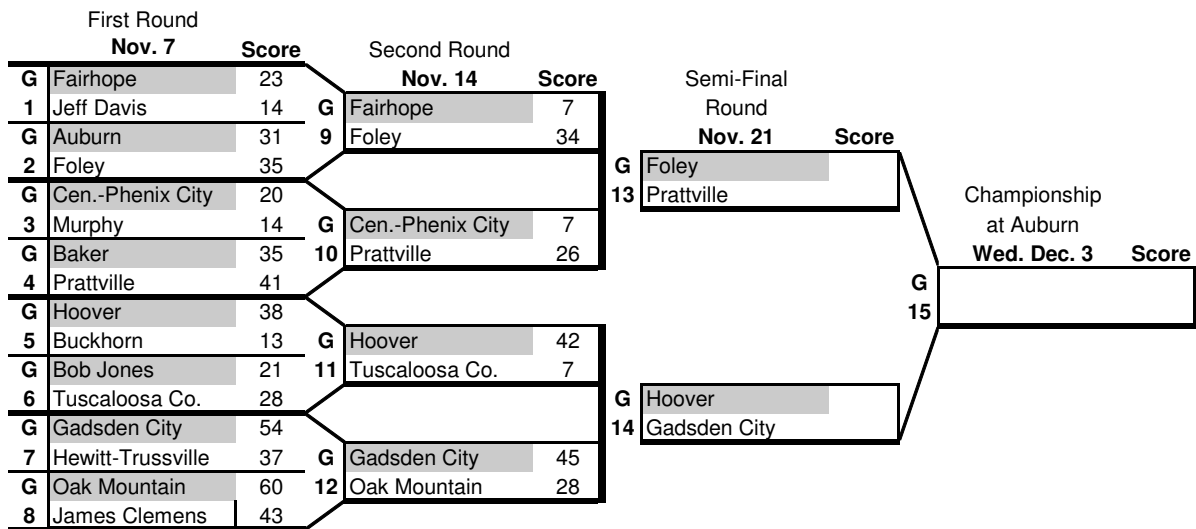 First Round
Nov. 7 Score
G Fairhope 23
1 Jeff Davis 14
G Auburn 31
2 Foley 35
G Cen.-Phenix City 20
3 Murphy 14
G Baker 35
4 Prattville 41
G Hoover 38
5 Buckhorn 13
G Bob Jones 21
6 Tuscaloosa Co. 28
G Gadsden City 54
7 Hewitt-Trussville 37
G Oak Mountain 60
8 James Clemens 43
Second Round
Nov. 14 Score
G Fairhope 7
9 Foley 34
G Cen.-Phenix City 7
10 Prattville 26
G Hoover 42
11 Tuscaloosa Co. 7
G Gadsden City 45
12 Oak Mountain 28
Semi-Final
Round
Nov. 21 Score
G Foley
13 Prattville
G Hoover
14 Gadsden City
Championship
at Auburn
Wed. Dec. 3 Score
G
15